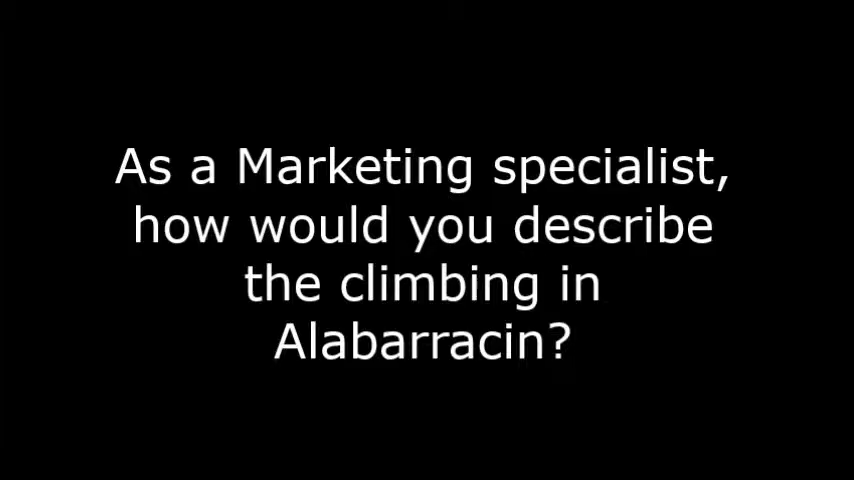 As a Marketing specialist,
how would you describe
the climbing in
Alabarracin?